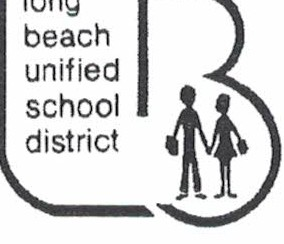 long
beach
unified
school
district